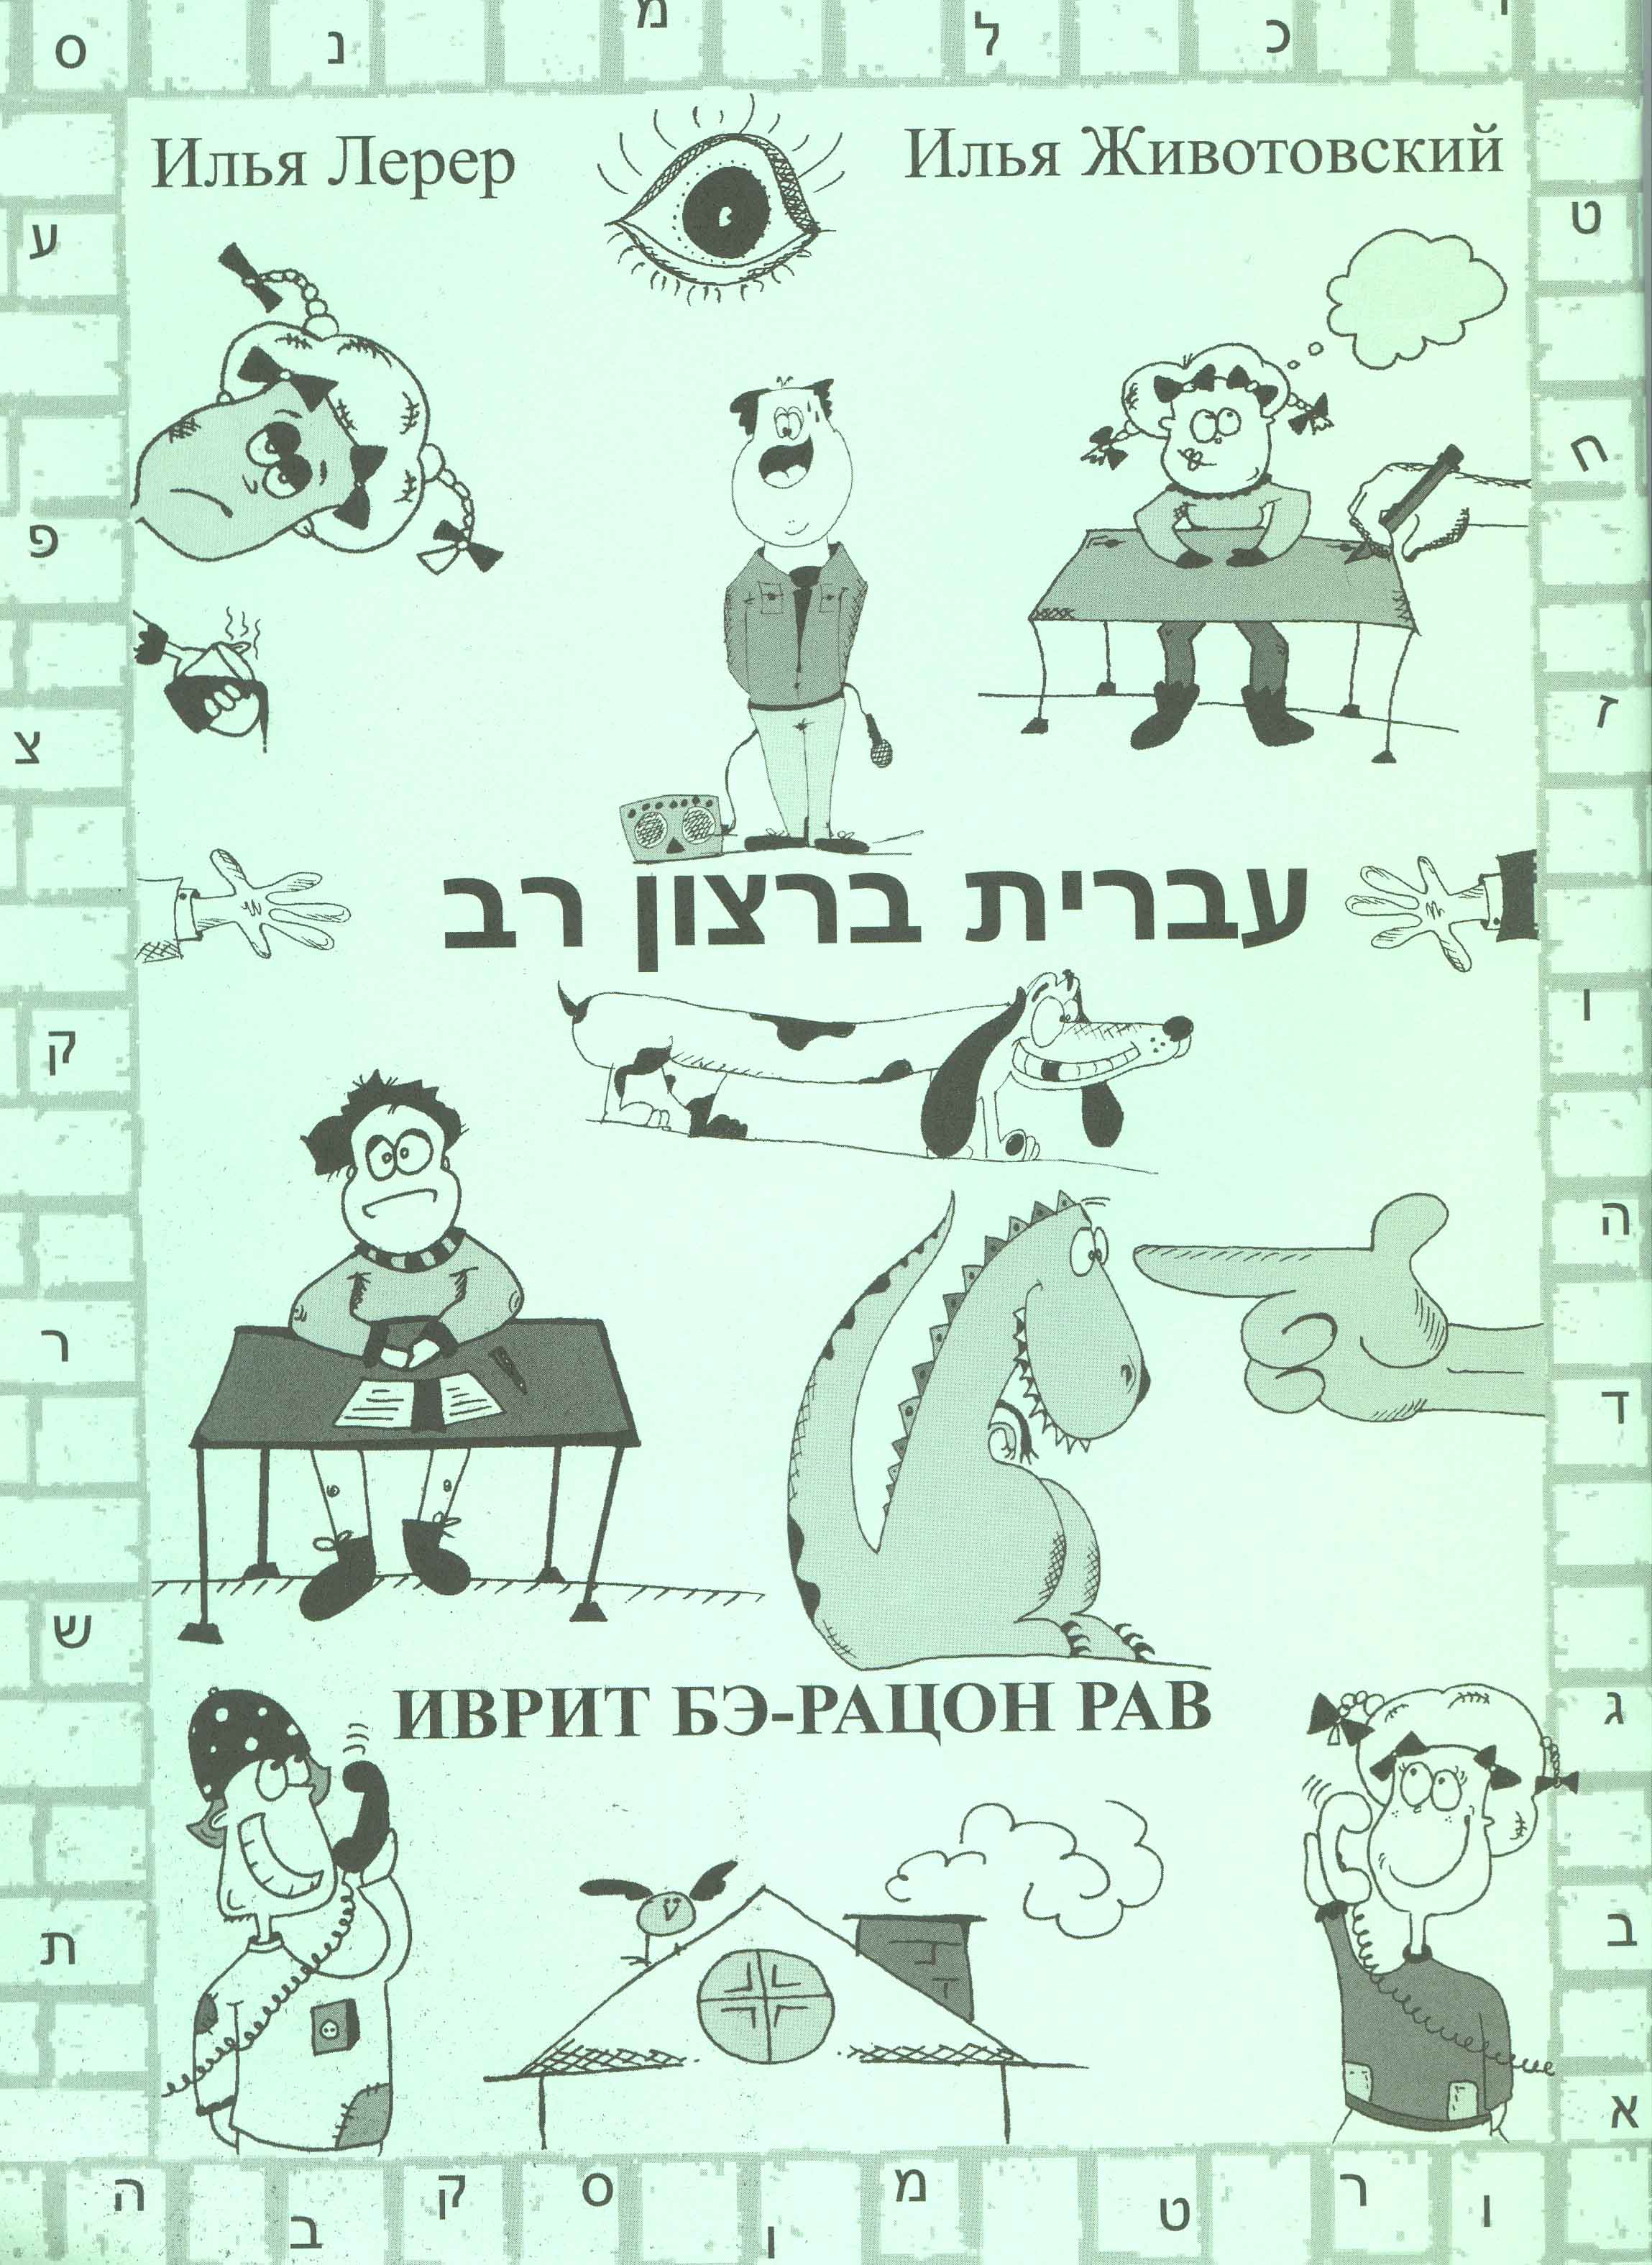 י כ ל מ נ ס
Илья Лерер
Илья Животовский
עברית ברצון רב
ИВРИТ БЭ-РАЦОН РАВ
ט
ח
ז
ו
ה
ד
ג
ב
א
ע
פ
צ
ק
ר
ש
ת
ו ר ט מ ו ס ק ב ה